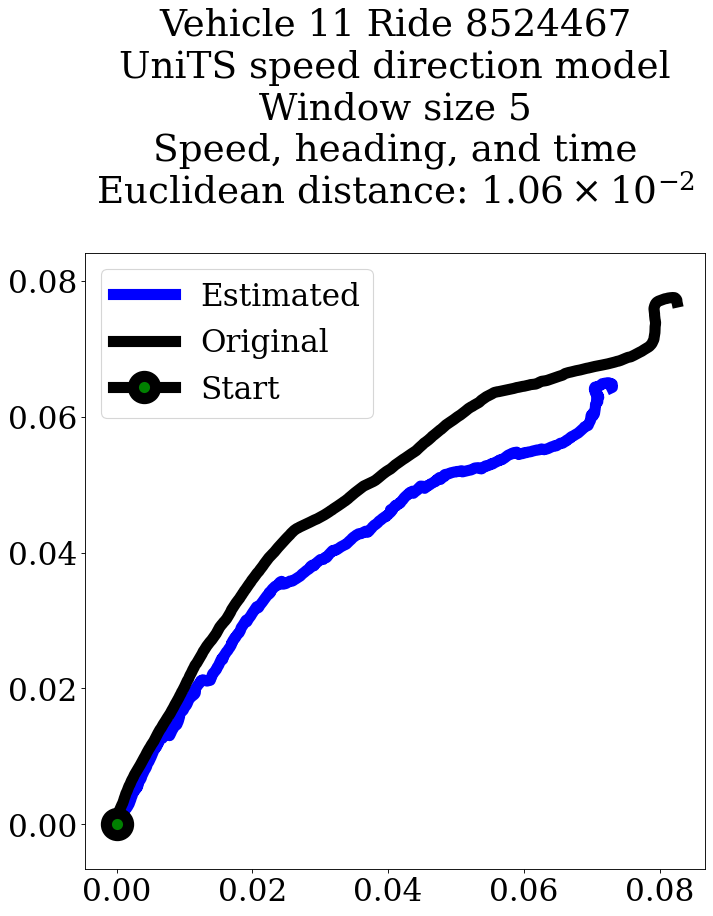 Vehicle 11 Ride 8524467
UniTS speed direction model
Window size 5
Speed, heading, and time
Euclidean distance: 1.06 × 10⁻²
Estimated
Original
Start
0.08
0.06
0.04
0.02
0.00
0.00 0.02 0.04 0.06 0.08